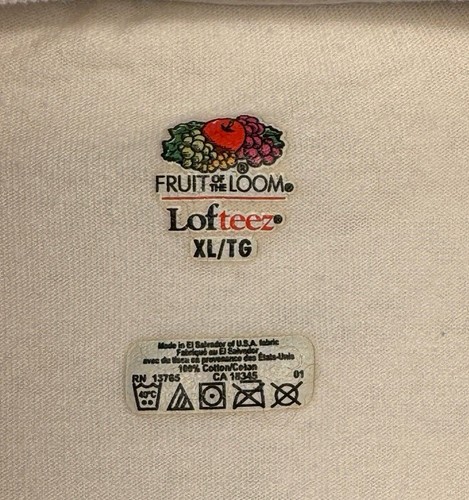 ®
FRUIT OF THE LOOM®
Lofteez®
XL/TG
Made in El Salvador of U.S.A. fabric
Fabriqué au El Salvador
avec du tissu en provenance des États-Unis
100% Cotton/Coton
RN 13765 CA 18345 01
40°C